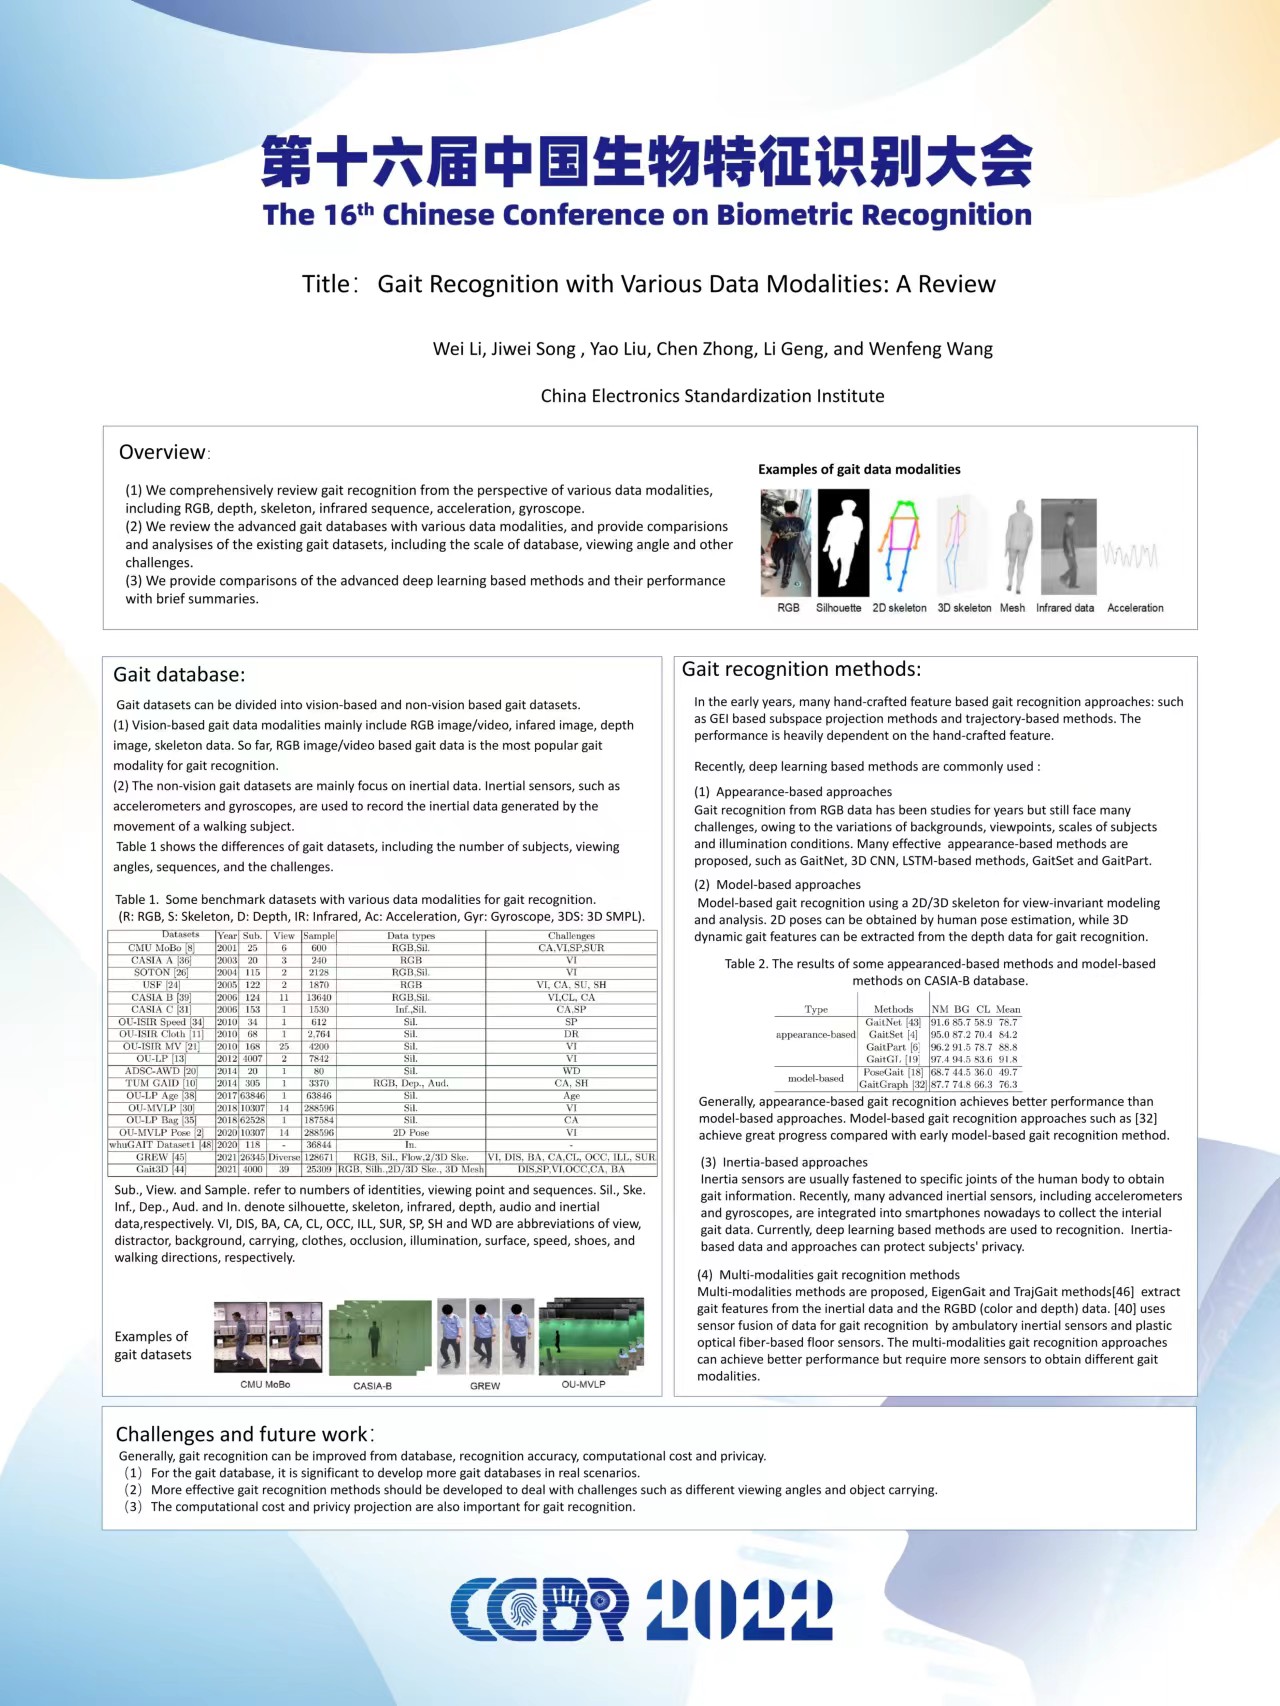 第十六届中国生物特征识别大会
The 16th Chinese Conference on Biometric Recognition
Title： Gait Recognition with Various Data Modalities: A Review
Wei Li, Jiwei Song , Yao Liu, Chen Zhong, Li Geng, and Wenfeng Wang
China Electronics Standardization Institute
Overview:
(1) We comprehensively review gait recognition from the perspective of various data modalities,
including RGB, depth, skeleton, infrared sequence, acceleration, gyroscope.
(2) We review the advanced gait databases with various data modalities, and provide comparisions
and analysises of the existing gait datasets, including the scale of database, viewing angle and other
challenges.
(3) We provide comparisons of the advanced deep learning based methods and their performance
with brief summaries.
Examples of gait data modalities
RGB Silhouette 2D skeleton 3D skeleton Mesh Infrared data Acceleration
Gait database:
Gait datasets can be divided into vision-based and non-vision based gait datasets.
(1) Vision-based gait data modalities mainly include RGB image/video, infared image, depth
image, skeleton data. So far, RGB image/video based gait data is the most popular gait
modality for gait recognition.
(2) The non-vision gait datasets are mainly focus on inertial data. Inertial sensors, such as
accelerometers and gyroscopes, are used to record the inertial data generated by the
movement of a walking subject.
Table 1 shows the differences of gait datasets, including the number of subjects, viewing
angles, sequences, and the challenges.
Table 1. Some benchmark datasets with various data modalities for gait recognition.
(R: RGB, S: Skeleton, D: Depth, IR: Infrared, Ac: Acceleration, Gyr: Gyroscope, 3DS: 3D SMPL).
Datasets Year Sub. View Sample Data types Challenges
CMU MoBo [8] 2001 25 6 600 RGB,Sil. CA,VI,SP,SUR
CASIA A [36] 2003 20 3 240 RGB VI
SOTON [26] 2004 115 2 2128 RGB,Sil. VI
USF [24] 2005 122 2 1870 RGB VI, CA, SU, SH
CASIA B [39] 2006 124 11 13640 RGB,Sil. VI,CL, CA
CASIA C [31] 2006 153 1 1530 Inf.,Sil. CA,SP
OU-ISIR Speed [34] 2010 34 1 612 Sil. SP
OU-ISIR Cloth [11] 2010 68 1 2,764 Sil. DR
OU-ISIR MV [21] 2010 168 25 4200 Sil. VI
OU-LP [13] 2012 4007 2 7842 Sil. VI
ADSC-AWD [20] 2014 20 1 80 Sil. WD
TUM GAID [10] 2014 305 1 3370 RGB, Dep., Aud. CA, SH
OU-LP Age [38] 2017 63846 1 63846 Sil. Age
OU-MVLP [30] 2018 10307 14 288596 Sil. VI
OU-LP Bag [35] 2018 62528 1 187584 Sil. CA
OU-MVLP Pose [2] 2020 10307 14 288596 2D Pose VI
whuGAIT Dataset1 [48] 2020 118 - 36844 In. -
GREW [45] 2021 26345 Diverse 128671 RGB, Sil., Flow,2/3D Ske. VI, DIS, BA, CA,CL, OCC, ILL, SUR
Gait3D [44] 2021 4000 39 25309 RGB, Silh.,2D/3D Ske., 3D Mesh DIS,SP,VI,OCC,CA, BA
Sub., View. and Sample. refer to numbers of identities, viewing point and sequences. Sil., Ske.
Inf., Dep., Aud. and In. denote silhouette, skeleton, infrared, depth, audio and inertial
data,respectively. VI, DIS, BA, CA, CL, OCC, ILL, SUR, SP, SH and WD are abbreviations of view,
distractor, background, carrying, clothes, occlusion, illumination, surface, speed, shoes, and
walking directions, respectively.
Examples of
gait datasets
CMU MoBo CASIA-B GREW OU-MVLP
Gait recognition methods:
In the early years, many hand-crafted feature based gait recognition approaches: such
as GEI based subspace projection methods and trajectory-based methods. The
performance is heavily dependent on the hand-crafted feature.
Recently, deep learning based methods are commonly used :
(1) Appearance-based approaches
Gait recognition from RGB data has been studies for years but still face many
challenges, owing to the variations of backgrounds, viewpoints, scales of subjects
and illumination conditions. Many effective appearance-based methods are
proposed, such as GaitNet, 3D CNN, LSTM-based methods, GaitSet and GaitPart.
(2) Model-based approaches
Model-based gait recognition using a 2D/3D skeleton for view-invariant modeling
and analysis. 2D poses can be obtained by human pose estimation, while 3D
dynamic gait features can be extracted from the depth data for gait recognition.
Table 2. The results of some appearanced-based methods and model-based
methods on CASIA-B database.
Type Methods NM BG CL Mean
GaitNet [43] 91.6 85.7 58.9 78.7
appearance-based GaitSet [4] 95.0 87.2 70.4 84.2
GaitPart [6] 96.2 91.5 78.7 88.8
GaitGL [19] 97.4 94.5 83.6 91.8
model-based PoseGait [18] 68.7 44.5 36.0 49.7
GaitGraph [32] 87.7 74.8 66.3 76.3
Generally, appearance-based gait recognition achieves better performance than
model-based approaches. Model-based gait recognition approaches such as [32]
achieve great progress compared with early model-based gait recognition method.
(3) Inertia-based approaches
Inertia sensors are usually fastened to specific joints of the human body to obtain
gait information. Recently, many advanced inertial sensors, including accelerometers
and gyroscopes, are integrated into smartphones nowadays to collect the interial
gait data. Currently, deep learning based methods are used to recognition. Inertia-
based data and approaches can protect subjects' privacy.
(4) Multi-modalities gait recognition methods
Multi-modalities methods are proposed, EigenGait and TrajGait methods[46] extract
gait features from the inertial data and the RGBD (color and depth) data. [40] uses
sensor fusion of data for gait recognition by ambulatory inertial sensors and plastic
optical fiber-based floor sensors. The multi-modalities gait recognition approaches
can achieve better performance but require more sensors to obtain different gait
modalities.
Challenges and future work：
Generally, gait recognition can be improved from database, recognition accuracy, computational cost and privicay.
（1）For the gait database, it is significant to develop more gait databases in real scenarios.
（2）More effective gait recognition methods should be developed to deal with challenges such as different viewing angles and object carrying.
（3）The computational cost and privicy projection are also important for gait recognition.
CCBR 2022